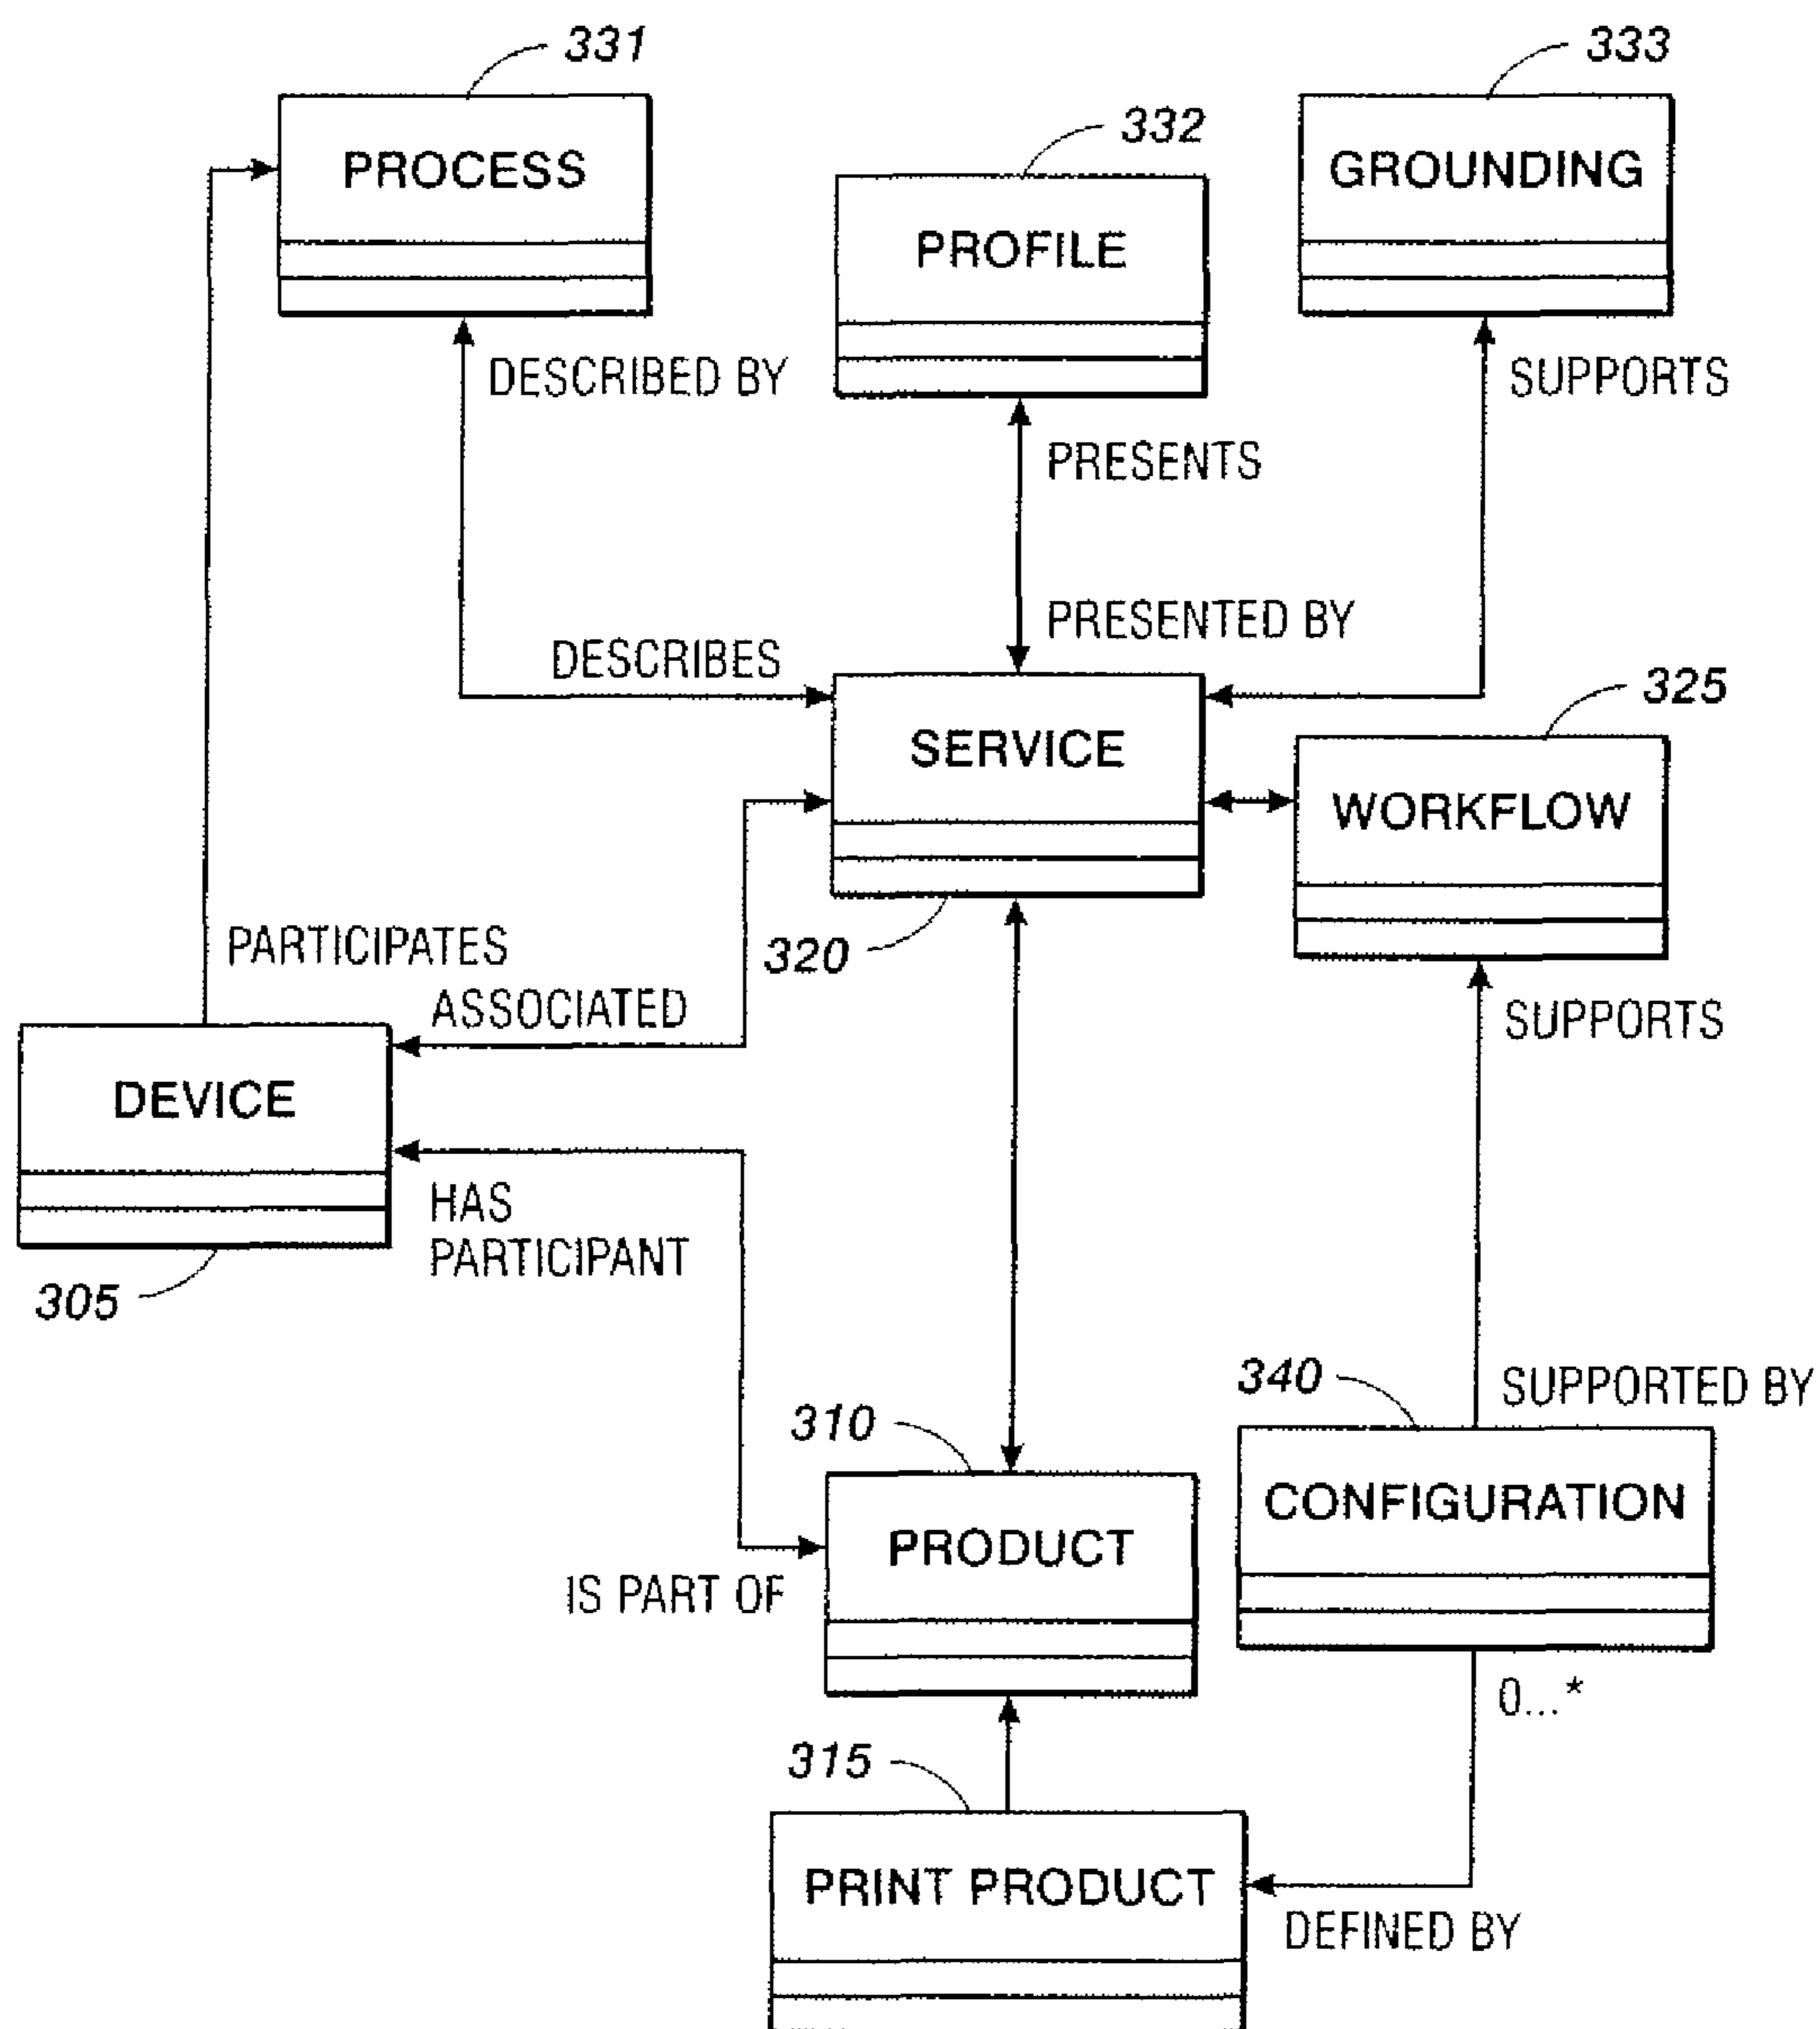 331
333
332
PROCESS
GROUNDING
PROFILE
DESCRIBED BY
SUPPORTS
PRESENTS
PRESENTED BY
DESCRIBES
325
SERVICE
WORKFLOW
PARTICIPATES
320
ASSOCIATED
SUPPORTS
DEVICE
HAS
PARTICIPANT
305
340
SUPPORTED BY
310
CONFIGURATION
PRODUCT
IS PART OF
0...*
315
PRINT PRODUCT
DEFINED BY